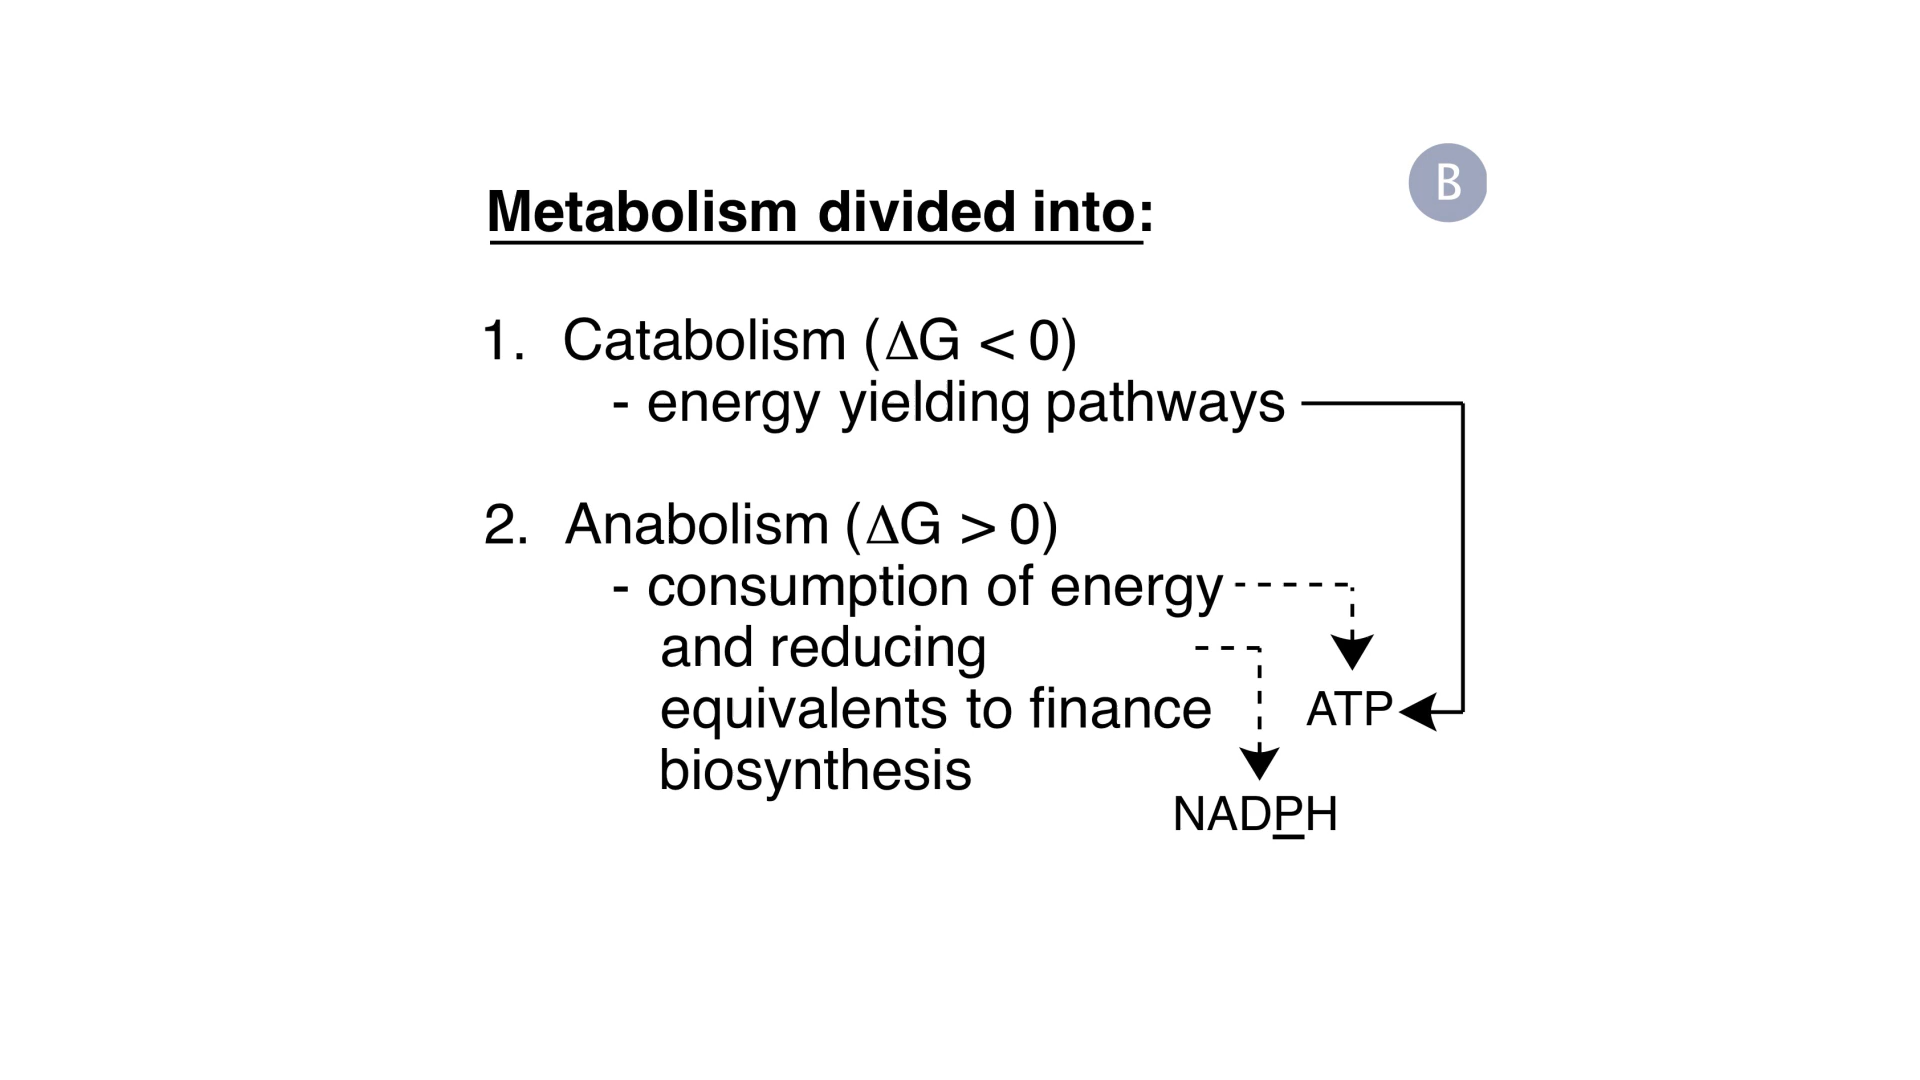 B
Metabolism divided into:
1. Catabolism (ΔG < 0)
- energy yielding pathways
2. Anabolism (ΔG > 0)
- consumption of energy
and reducing
equivalents to finance
biosynthesis
ATP
NADPH